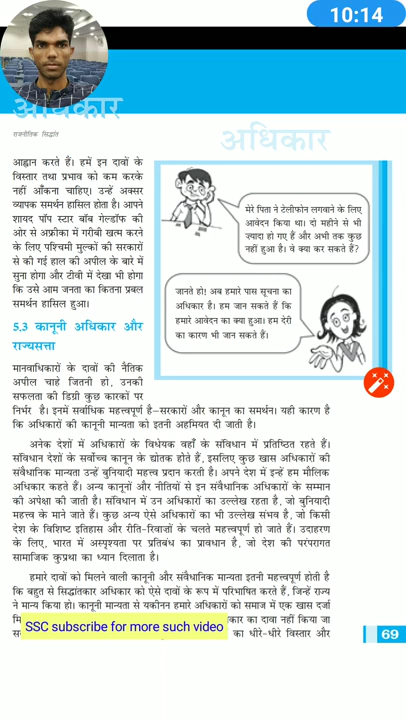 10:14
अधिकार
राजनीतिक सिद्धांत
अधिकार
आह्वान करते हैं। हमें इन दावों के
विस्तार तथा प्रभाव को कम करके
नहीं आँकना चाहिए। उन्हें अक्सर
व्यापक समर्थन हासिल होता है। आपने
शायद पॉप स्टार बॉब गेल्डॉफ की
ओर से अफ्रीका में गरीबी खत्म करने
के लिए पश्चिमी मुल्कों की सरकारों
से की गई हाल की अपील के बारे में
सुना होगा और टीवी में देखा भी होगा
कि उसे आम जनता का कितना प्रबल
समर्थन हासिल हुआ।
मेरे पिता ने टेलीफ़ोन लगवाने के लिए
आवेदन किया था। दो महीने से भी
ज्यादा हो गए हैं और अभी तक कुछ
नहीं हुआ है। वे क्या कर सकते हैं?
जानते हो! अब हमारे पास सूचना का
अधिकार है। हम जान सकते हैं कि
हमारे आवेदन का क्या हुआ। हम देरी
का कारण भी जान सकते हैं।
5.3 कानूनी अधिकार और
राज्यसत्ता
मानवाधिकारों के दावों की नैतिक
अपील चाहे जितनी हो, उनकी
सफलता की डिग्री कुछ कारकों पर
निर्भर है। इनमें सर्वाधिक महत्त्वपूर्ण है–सरकारों और कानून का समर्थन। यही कारण है
कि अधिकारों की कानूनी मान्यता को इतनी अहमियत दी जाती है।
अनेक देशों में अधिकारों के विधेयक वहाँ के संविधान में प्रतिष्ठित रहते हैं।
संविधान देशों के सर्वोच्च कानून के द्योतक होते हैं, इसलिए कुछ खास अधिकारों की
संवैधानिक मान्यता उन्हें बुनियादी महत्त्व प्रदान करती है। अपने देश में इन्हें हम मौलिक
अधिकार कहते हैं। अन्य कानूनों और नीतियों से इन संवैधानिक अधिकारों के सम्मान
की अपेक्षा की जाती है। संविधान में उन अधिकारों का उल्लेख रहता है, जो बुनियादी
महत्त्व के माने जाते हैं। कुछ अन्य ऐसे अधिकारों का भी उल्लेख संभव है, जो किसी
देश के विशिष्ट इतिहास और रीति-रिवाजों के चलते महत्त्वपूर्ण हो जाते हैं। उदाहरण
के लिए, भारत में अस्पृश्यता पर प्रतिबंध का प्रावधान है, जो देश की परंपरागत
सामाजिक कुप्रथा का ध्यान दिलाता है।
हमारे दावों को मिलने वाली कानूनी और संवैधानिक मान्यता इतनी महत्त्वपूर्ण होती है
कि बहुत से सिद्धांतकार अधिकार को ऐसे दावों के रूप में परिभाषित करते हैं, जिन्हें राज्य
ने मान्य किया हो। कानूनी मान्यता से यकीनन हमारे अधिकारों को समाज में एक खास दर्जा
का दावा नहीं किया जा
SSC subscribe for more such video
का धीरे-धीरे विस्तार और
69